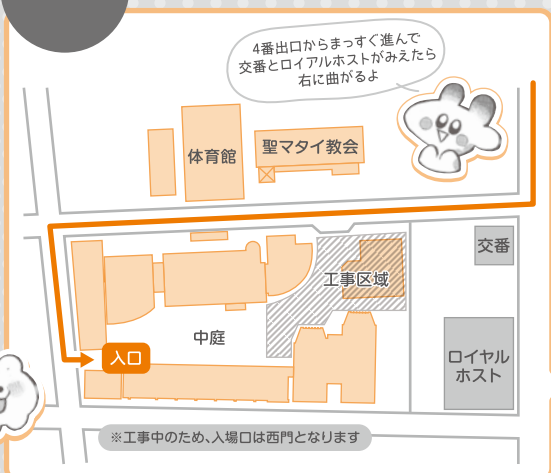 4番出口からまっすぐ進んで
交番とロイアルホストがみえたら
右に曲がるよ
体育館
聖マタイ教会
交番
工事区域
中庭
入口
ロイヤル
ホスト
※工事中のため、入場口は西門となります